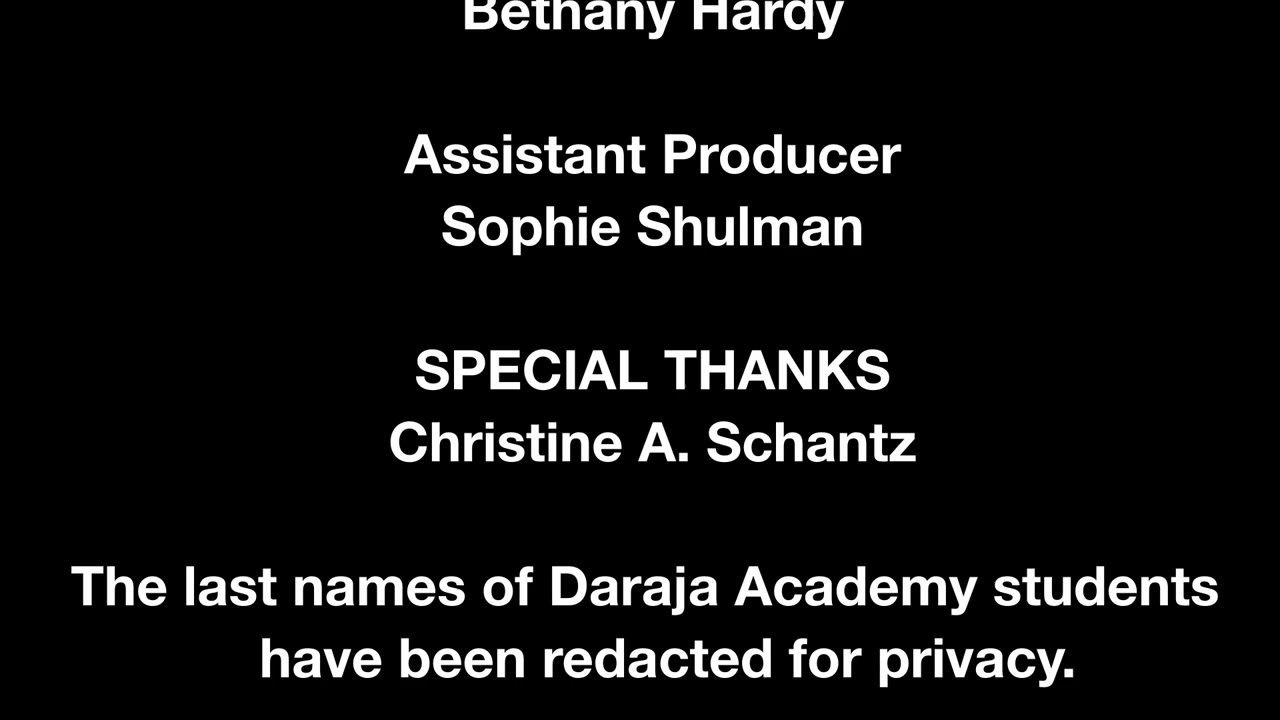 Bethany Hardy
Assistant Producer
Sophie Shulman
SPECIAL THANKS
Christine A. Schantz
The last names of Daraja Academy students
have been redacted for privacy.